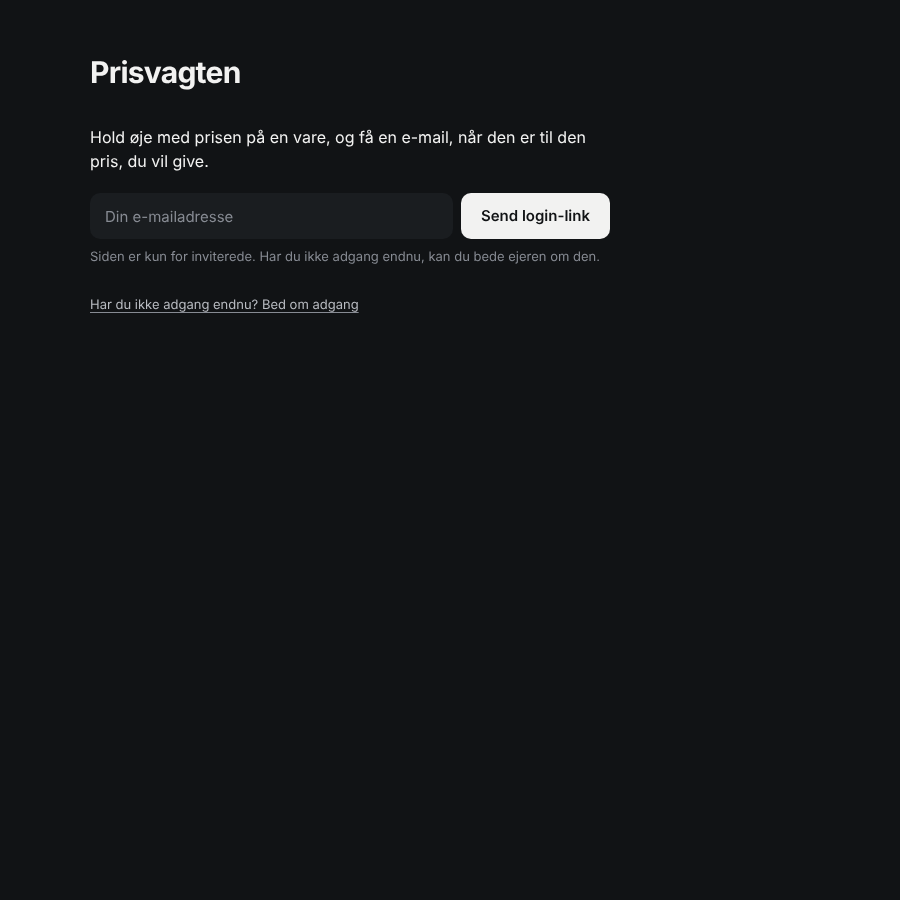 Prisvagten
Hold øje med prisen på en vare, og få en e-mail, når den er til den
pris, du vil give.
Din e-mailadresse
Send login-link
Siden er kun for inviterede. Har du ikke adgang endnu, kan du bede ejeren om den.
Har du ikke adgang endnu? Bed om adgang